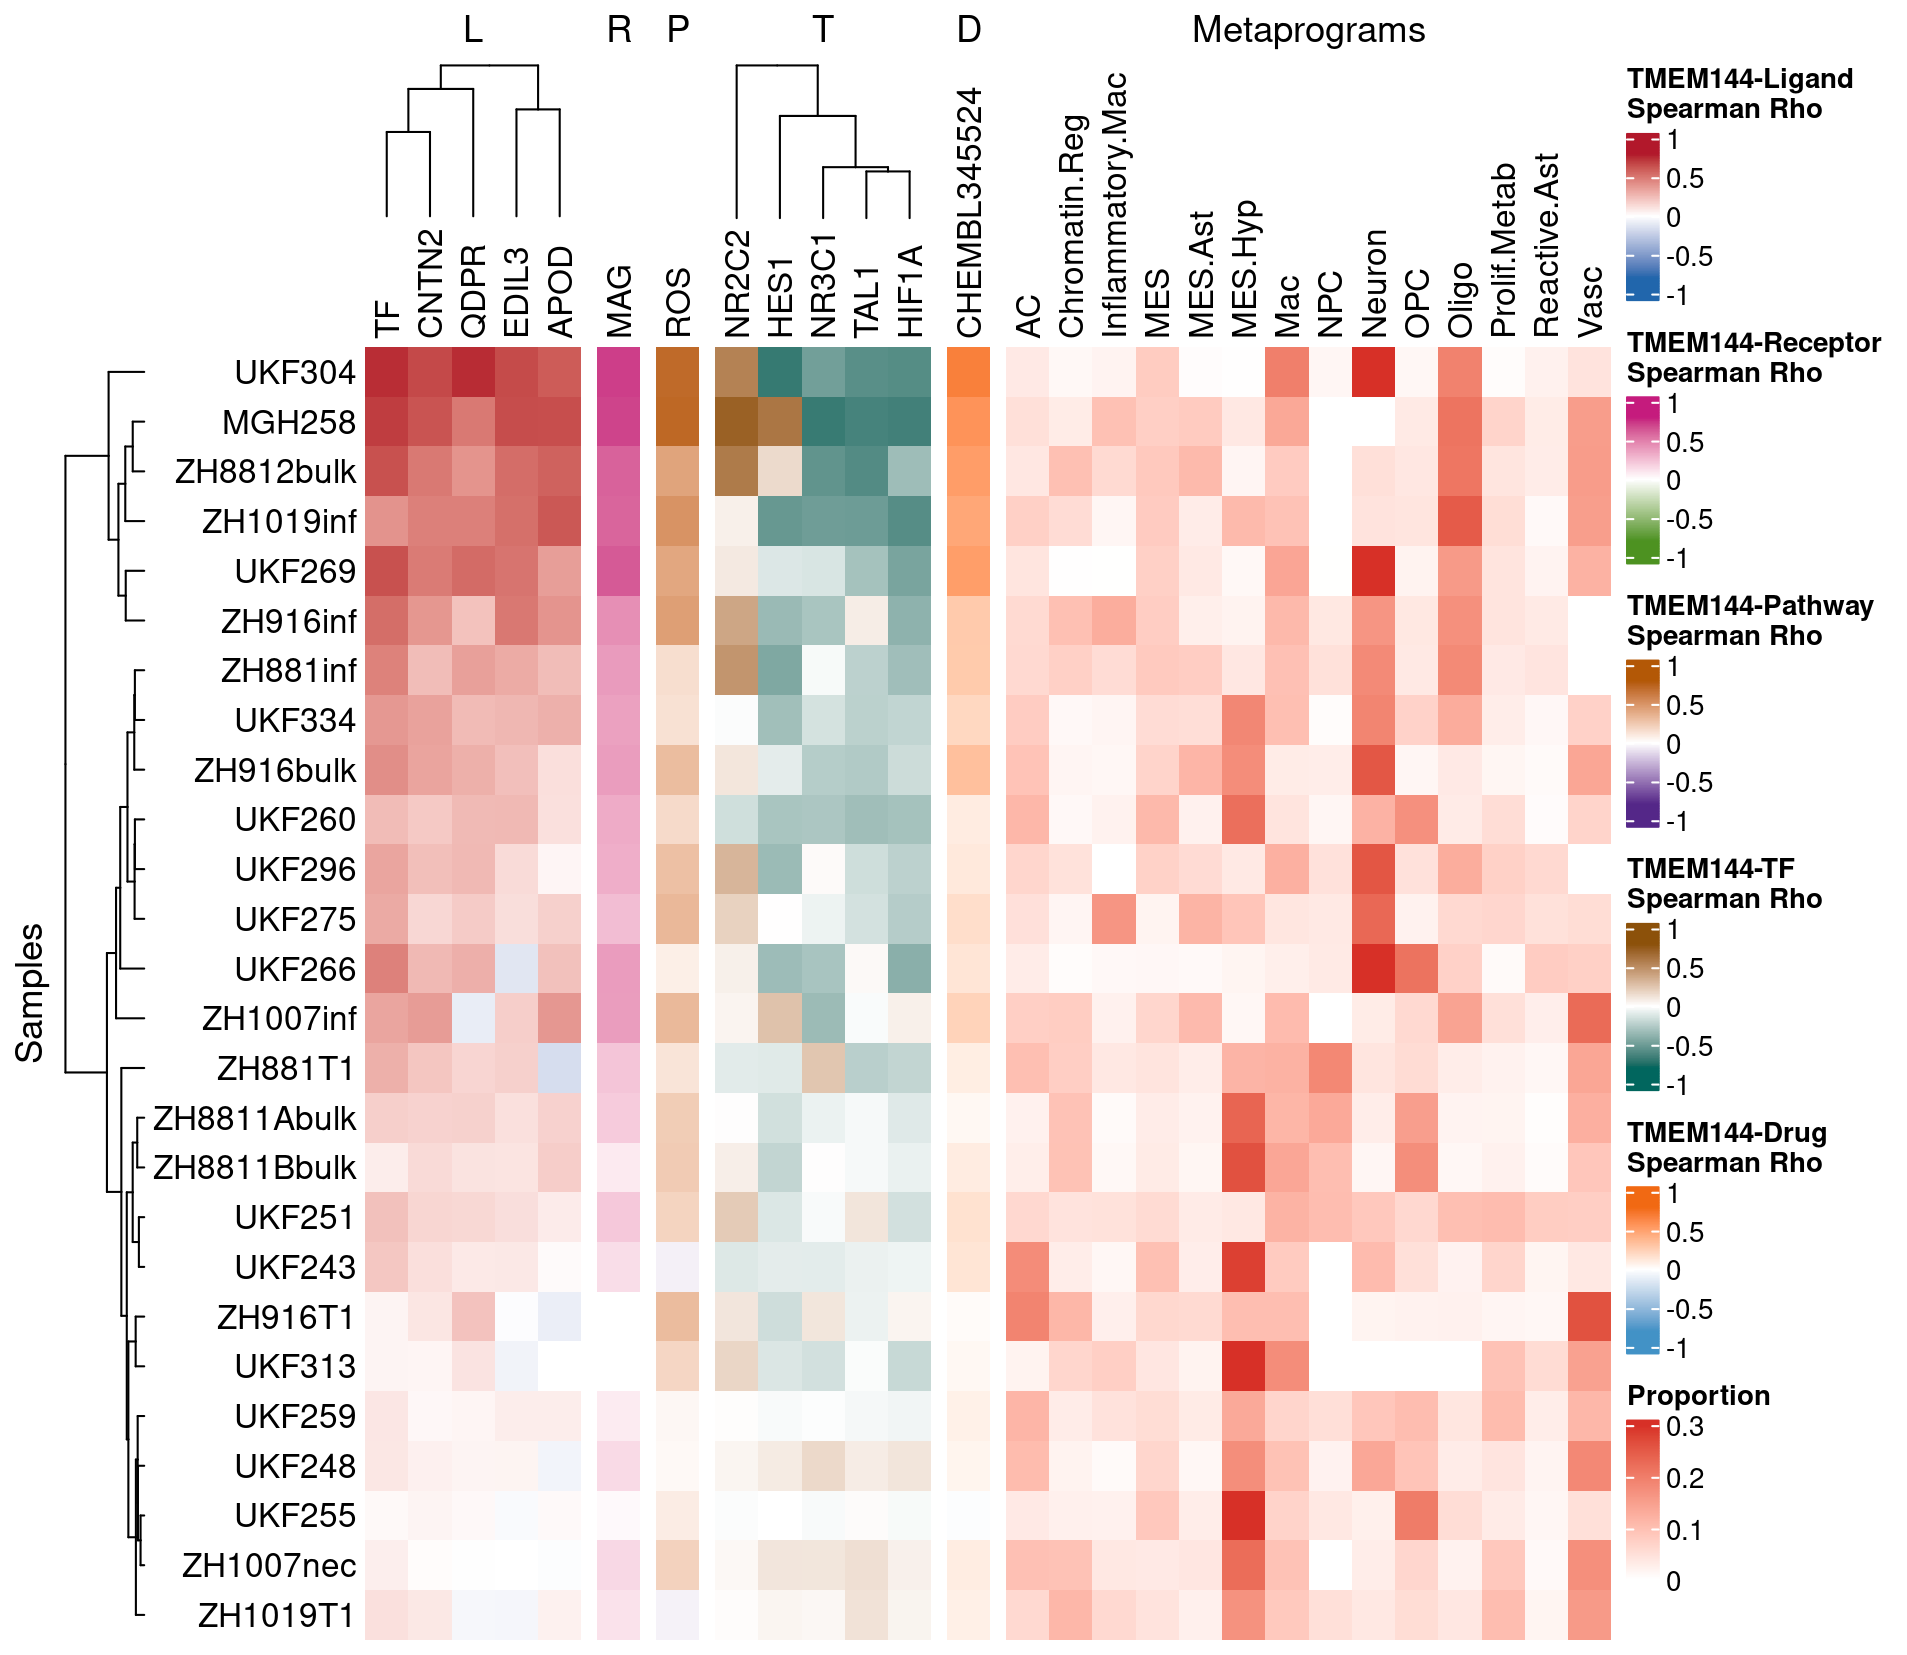 L R P T D Metaprograms
TF
CNTN2
QDPR
EDIL3
APOD
MAG
ROS
NR2C2
HES1
NR3C1
TAL1
HIF1A
CHEMBL345524
AC
Chromatin.Reg
Inflammatory.Mac
MES
MES.Ast
MES.Hyp
Mac
NPC
Neuron
OPC
Oligo
Prolif.Metab
Reactive.Ast
Vasc
Samples
UKF304
MGH258
ZH8812bulk
ZH1019inf
UKF269
ZH916inf
ZH881inf
UKF334
ZH916bulk
UKF260
UKF296
UKF275
UKF266
ZH1007inf
ZH881T1
ZH8811Abulk
ZH8811Bbulk
UKF251
UKF243
ZH916T1
UKF313
UKF259
UKF248
UKF255
ZH1007nec
ZH1019T1
TMEM144-Ligand
Spearman Rho
1
0.5
0
-0.5
-1
TMEM144-Receptor
Spearman Rho
1
0.5
0
-0.5
-1
TMEM144-Pathway
Spearman Rho
1
0.5
0
-0.5
-1
TMEM144-TF
Spearman Rho
1
0.5
0
-0.5
-1
TMEM144-Drug
Spearman Rho
1
0.5
0
-0.5
-1
Proportion
0.3
0.2
0.1
0